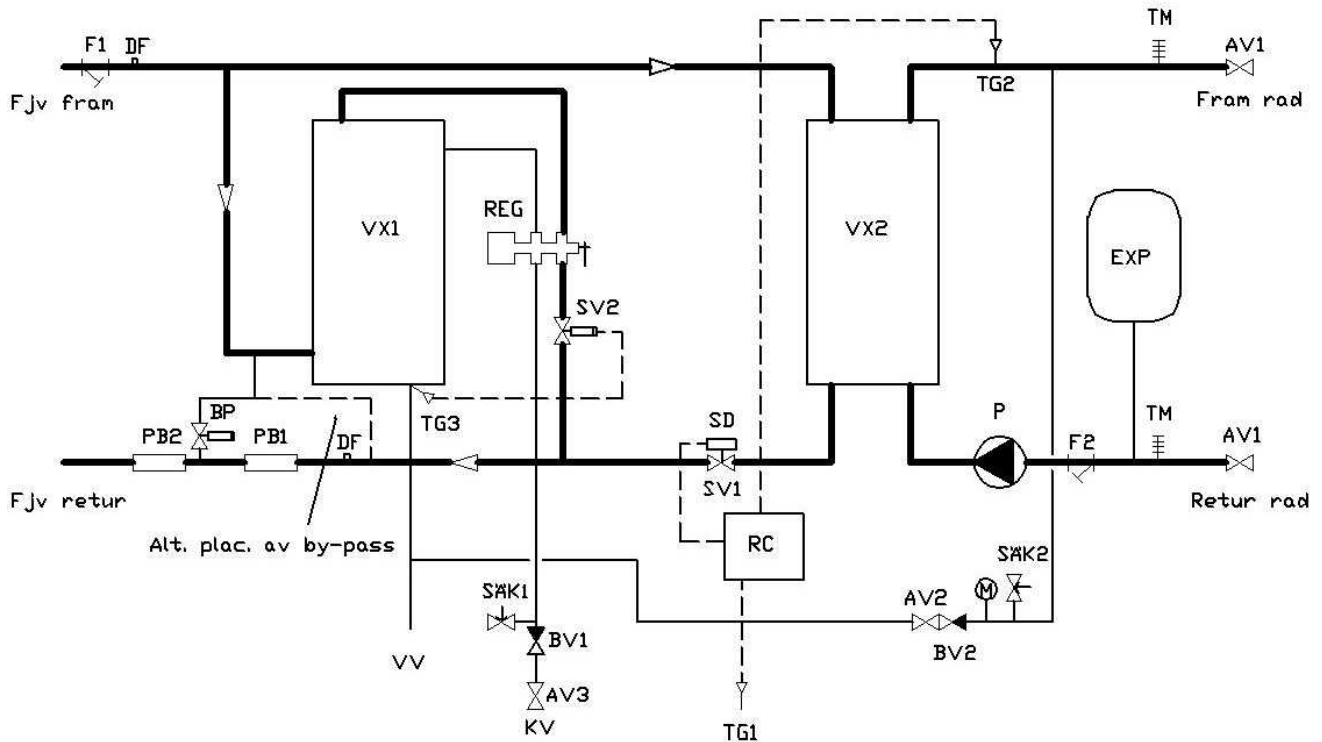 TM
F1
DF
AV1
TG2
Fjv fram
Fram rad
REG
VX1
VX2
EXP
SV2
BP
TG3
P
SD
F2
TM
AV1
PB2
PB1
DF
SV1
Fjv retur
Retur rad
Alt. plac. av by-pass
RC
SÄK2
SÄK1
M
AV2
BV1
BV2
VV
AV3
KV
TG1